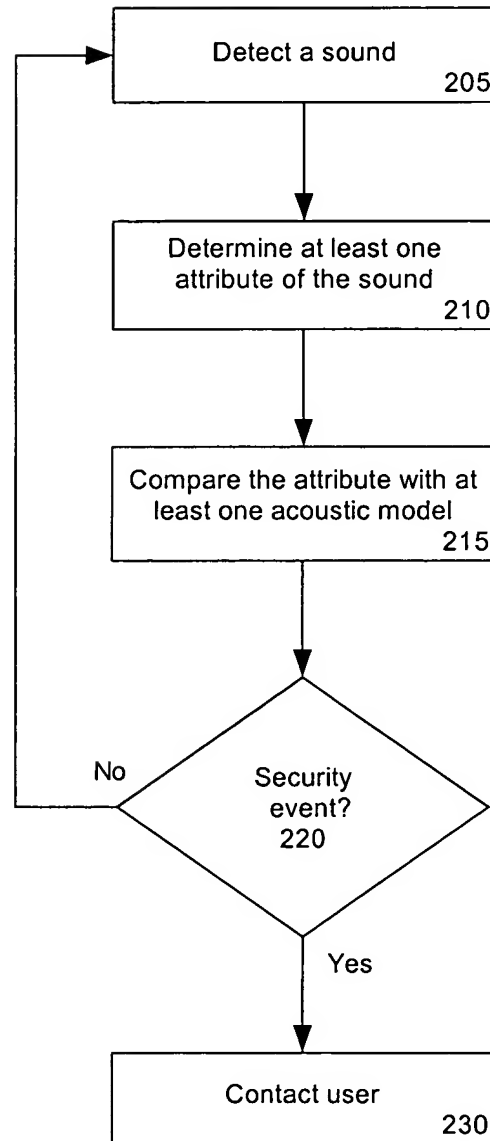 Detect a sound
205
Determine at least one
attribute of the sound
210
Compare the attribute with at
least one acoustic model
215
No
Security
event?
220
Yes
Contact user
230